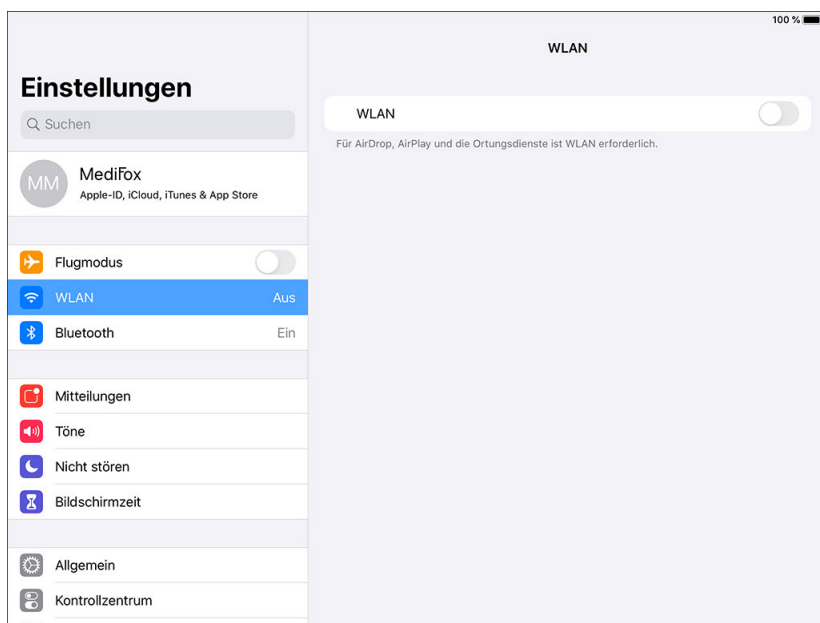 100 %
WLAN
Einstellungen
Suchen
WLAN
Für AirDrop, AirPlay und die Ortungsdienste ist WLAN erforderlich.
MM
MediFox
Apple-ID, iCloud, iTunes & App Store
Flugmodus
WLAN Aus
Bluetooth Ein
Mitteilungen
Töne
Nicht stören
Bildschirmzeit
Allgemein
Kontrollzentrum